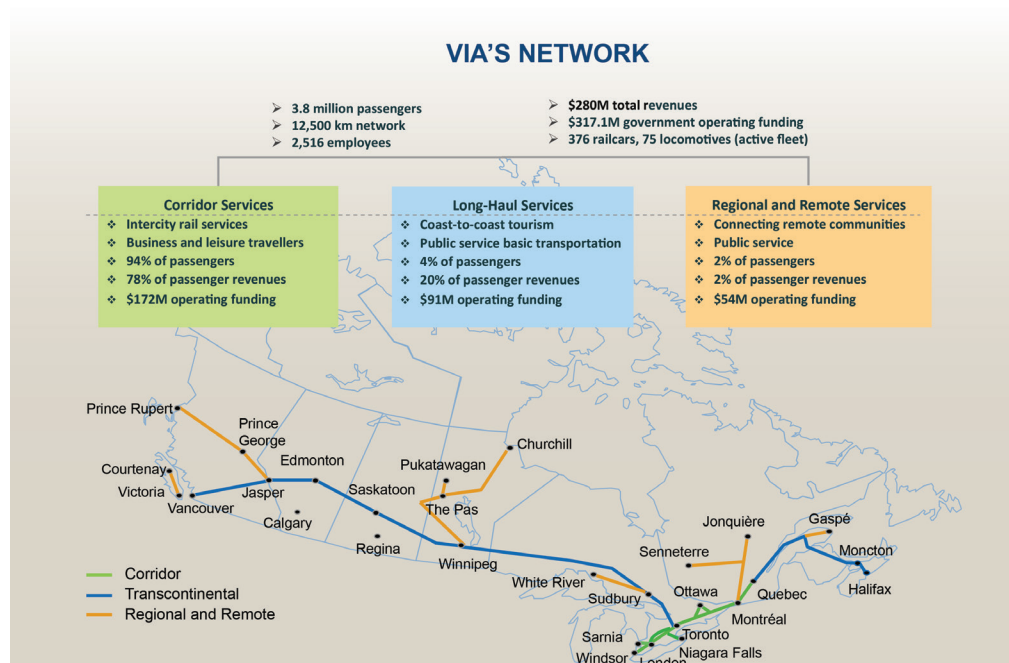 VIA'S NETWORK
➢ 3.8 million passengers
➢ 12,500 km network
➢ 2,516 employees
➢ $280M total revenues
➢ $317.1M government operating funding
➢ 376 railcars, 75 locomotives (active fleet)
Corridor Services
❖ Intercity rail services
❖ Business and leisure travellers
❖ 94% of passengers
❖ 78% of passenger revenues
❖ $172M operating funding
Long-Haul Services
❖ Coast-to-coast tourism
❖ Public service basic transportation
❖ 4% of passengers
❖ 20% of passenger revenues
❖ $91M operating funding
Regional and Remote Services
❖ Connecting remote communities
❖ Public service
❖ 2% of passengers
❖ 2% of passenger revenues
❖ $54M operating funding
Prince Rupert
Prince
George
Courtenay
Victoria
Vancouver
Jasper
Edmonton
Calgary
Saskatoon
Regina
Pukatawagan
The Pas
Churchill
Winnipeg
White River
Sudbury
Senneterre
Jonquière
Ottawa
Gaspé
Moncton
Halifax
Quebec
Montréal
Toronto
Niagara Falls
Sarnia
Windsor
London
Corridor
Transcontinental
Regional and Remote